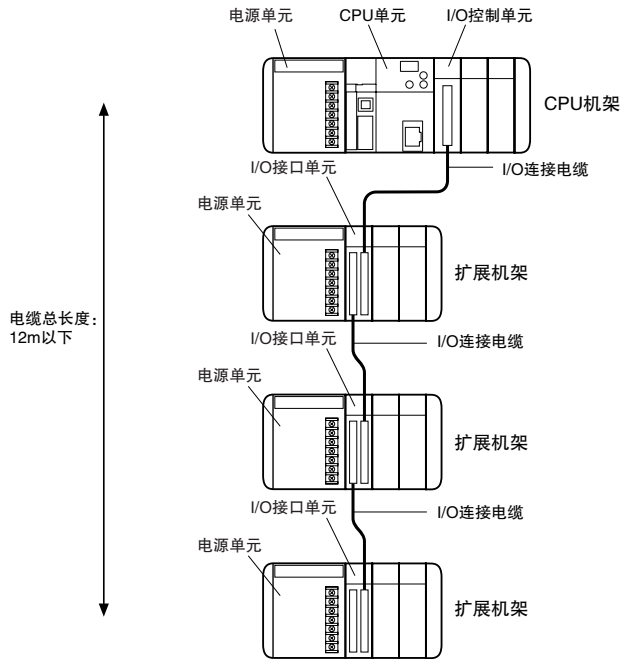 电源单元
CPU单元
I/O控制单元
CPU机架
I/O连接电缆
I/O接口单元
电源单元
扩展机架
电缆总长度：
12m以下
I/O接口单元
I/O连接电缆
电源单元
扩展机架
I/O接口单元
I/O连接电缆
电源单元
扩展机架